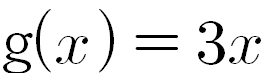 g(x) = 3x